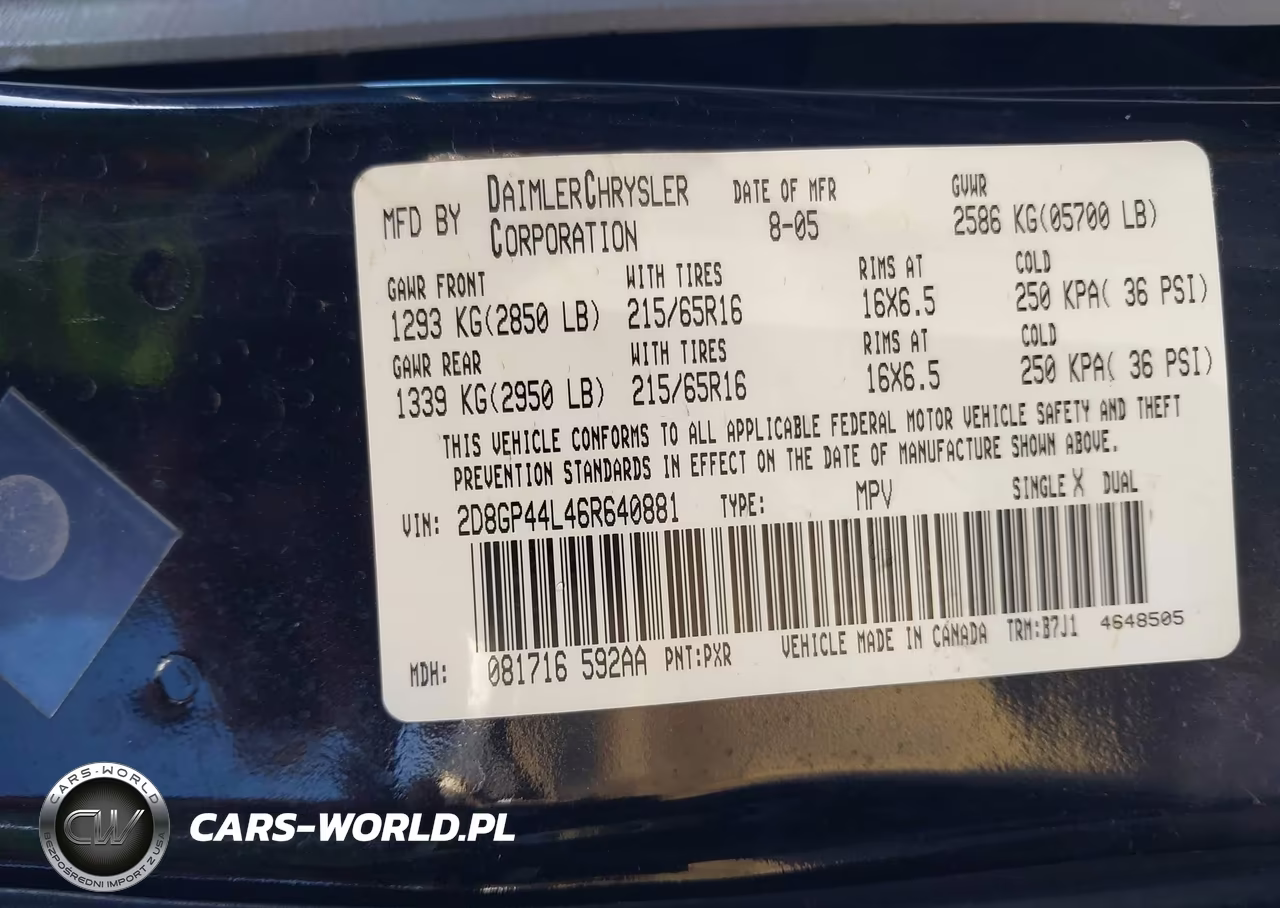 MFD BY DAIMLERCHRYSLER CORPORATION
DATE OF MFR
8-05
GVWR
2586 KG(05700 LB)
GAWR FRONT WITH TIRES RIMS AT COLD
1293 KG(2850 LB) 215/65R16 16X6.5 250 KPA( 36 PSI)
GAWR REAR WITH TIRES RIMS AT COLD
1339 KG(2950 LB) 215/65R16 16X6.5 250 KPA( 36 PSI)
THIS VEHICLE CONFORMS TO ALL APPLICABLE FEDERAL MOTOR VEHICLE SAFETY AND THEFT
PREVENTION STANDARDS IN EFFECT ON THE DATE OF MANUFACTURE SHOWN ABOVE.
VIN: 2D8GP44L46R640881 TYPE: MPV SINGLE X DUAL
MDH: 081716 592AA PNT:PXR VEHICLE MADE IN CANADA TRM:B7J1 4648505
CARS-WORLD
CW
BEZPOŚREDNI IMPORT Z USA
CARS-WORLD.PL